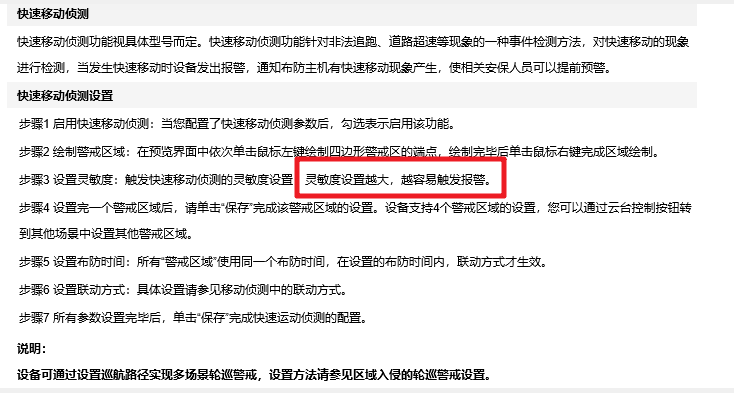 快速移动侦测
快速移动侦测功能视具体型号而定。快速移动侦测功能针对非法追跑、道路超速等现象的一种事件检测方法，对快速移动的现象
进行检测，当发生快速移动时设备发出报警，通知布防主机有快速移动现象产生，使相关安保人员可以提前预警。
快速移动侦测设置
步骤1 启用快速移动侦测：当您配置了快速移动侦测参数后，勾选表示启用该功能。
步骤2 绘制警戒区域：在预览界面中依次单击鼠标左键绘制四边形警戒区的端点，绘制完毕后单击鼠标右键完成区域绘制。
步骤3 设置灵敏度：触发快速移动侦测的灵敏度设置，灵敏度设置越大，越容易触发报警。
步骤4 设置完一个警戒区域后，请单击“保存”完成该警戒区域的设置。设备支持4个警戒区域的设置，您可以通过云台控制按钮转
到其他场景中设置其他警戒区域。
步骤5 设置布防时间：所有“警戒区域”使用同一个布防时间，在设置的布防时间内，联动方式才生效。
步骤6 设置联动方式：具体设置请参见移动侦测中的联动方式。
步骤7 所有参数设置完毕后，单击“保存”完成快速运动侦测的配置。
说明：
设备可通过设置巡航路径实现多场景轮巡警戒，设置方法请参见区域入侵的轮巡警戒设置。